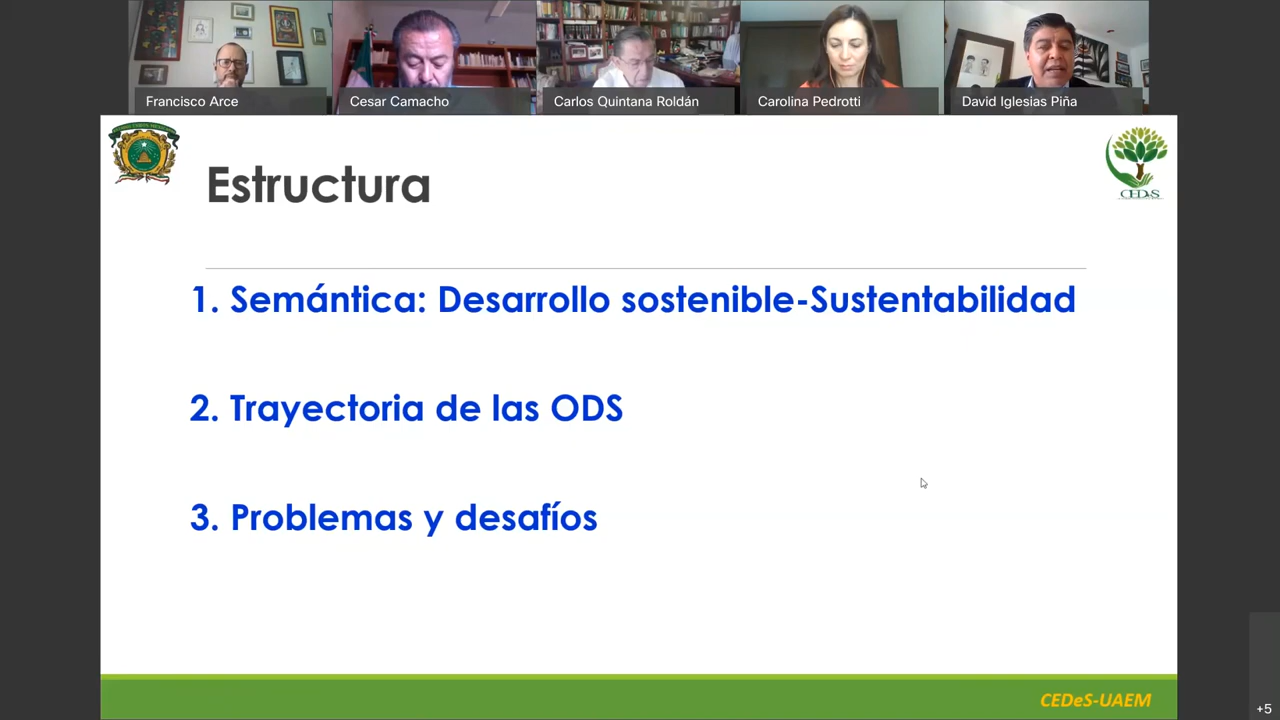 Francisco Arce
Cesar Camacho
Carlos Quintana Roldán
Carolina Pedrotti
David Iglesias Piña
CEDeS
Estructura
1. Semántica: Desarrollo sostenible-Sustentabilidad
2. Trayectoria de las ODS
3. Problemas y desafíos
CEDeS-UAEM
+5